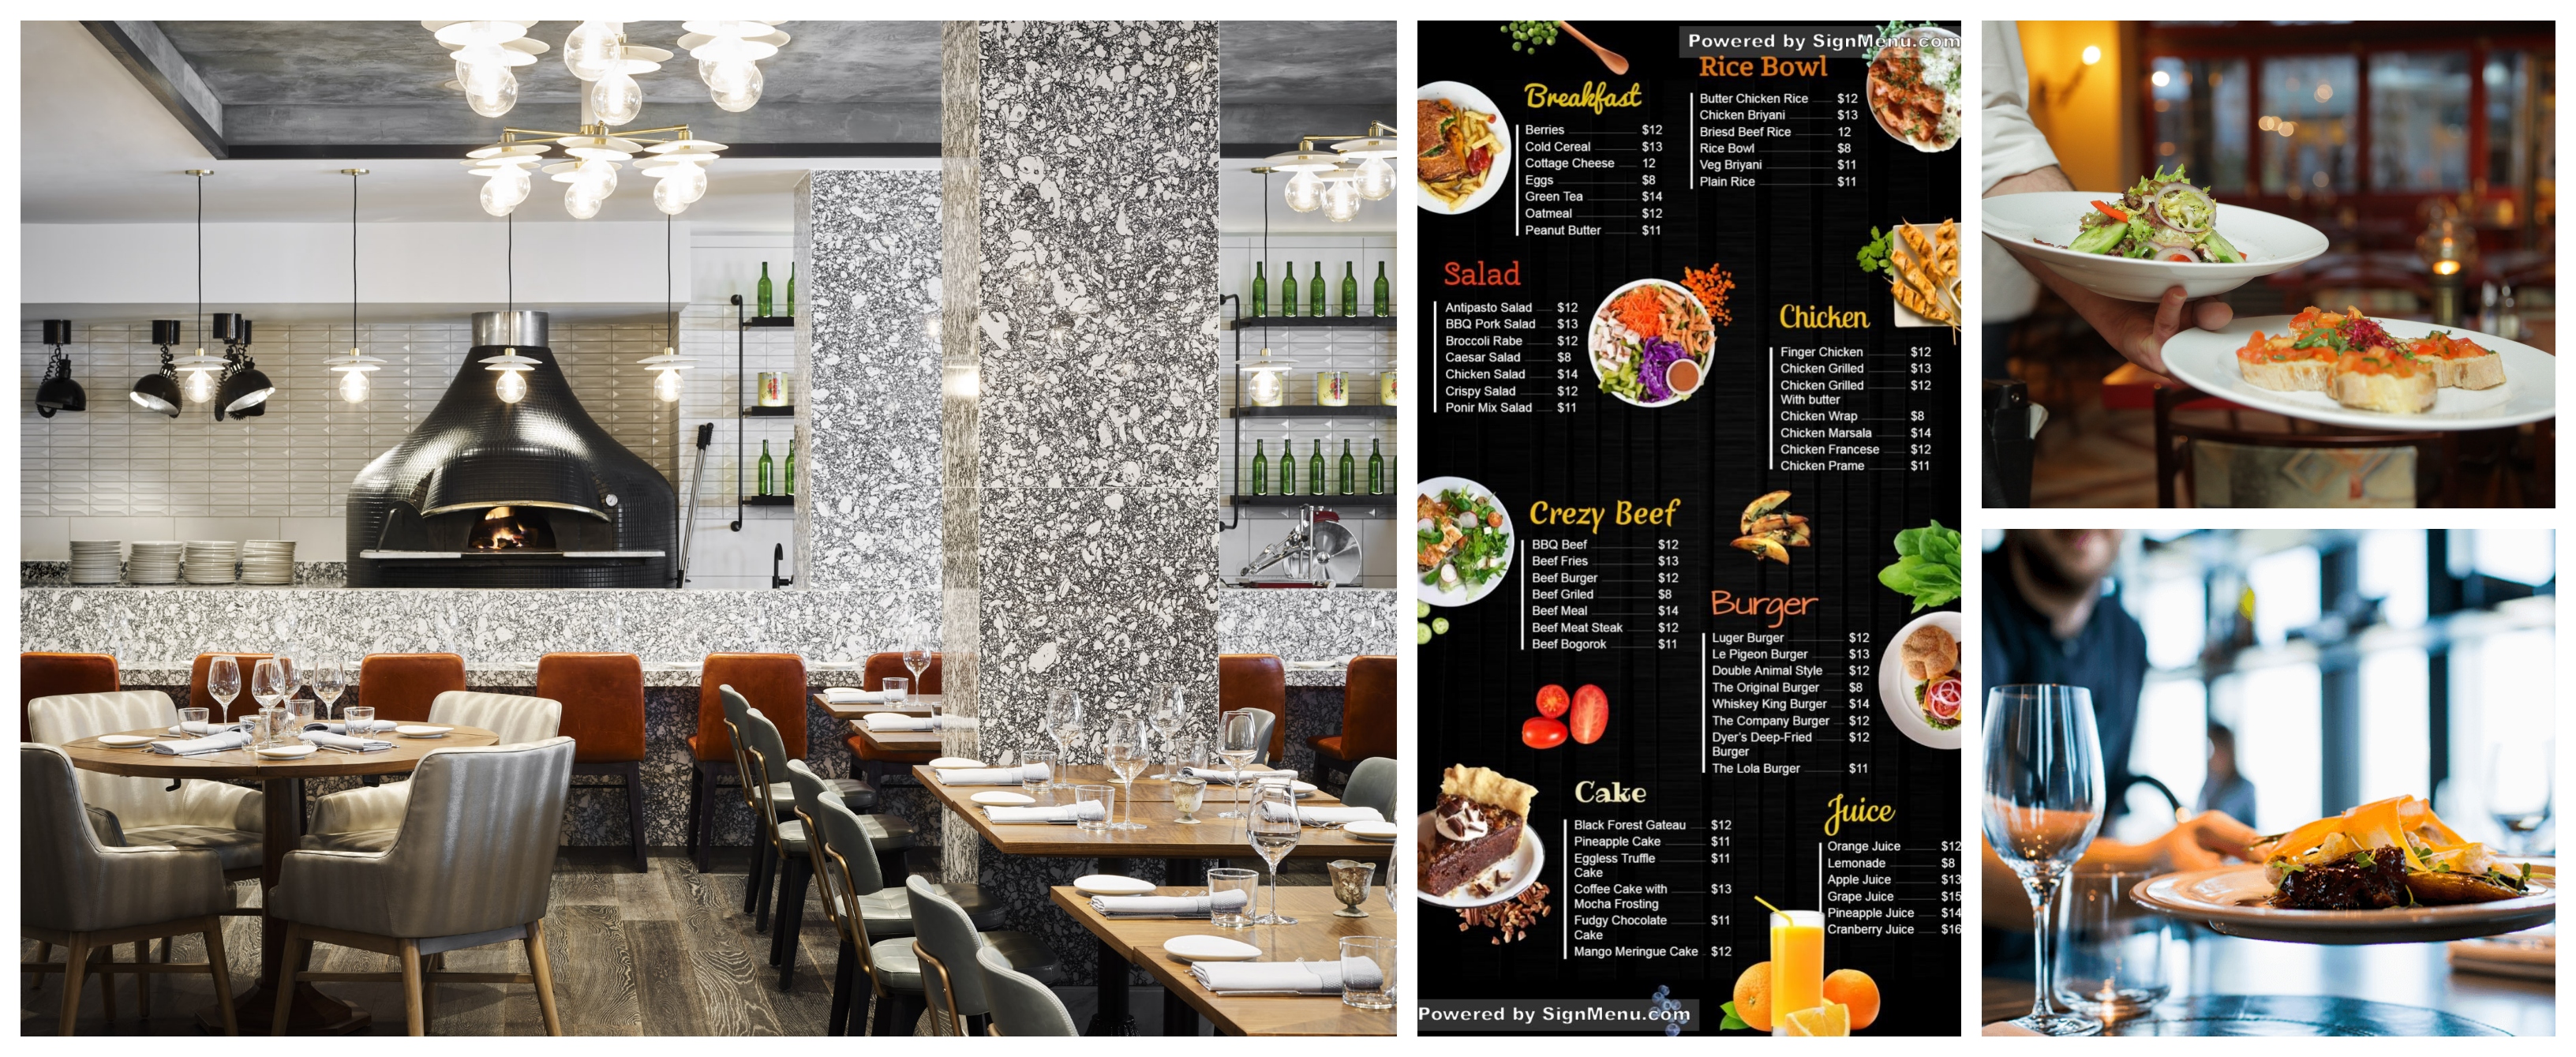 Powered by SignMenu.com
Breakfast
Berries $12
Cold Cereal $13
Cottage Cheese 12
Eggs $8
Green Tea $14
Oatmeal $12
Peanut Butter $11
Rice Bowl
Butter Chicken Rice $12
Chicken Briyani $13
Briesd Beef Rice 12
Rice Bowl $8
Veg Briyani $11
Plain Rice $11
Salad
Antipasto Salad $12
BBQ Pork Salad $13
Broccoli Rabe $12
Caesar Salad $8
Chicken Salad $14
Crispy Salad $12
Ponir Mix Salad $11
Chicken
Finger Chicken $12
Chicken Grilled $13
Chicken Grilled $12
With butter
Chicken Wrap $8
Chicken Marsala $14
Chicken Francese $12
Chicken Prame $11
Crezy Beef
BBQ Beef $12
Beef Fries $13
Beef Burger $12
Beef Griled $8
Beef Meal $14
Beef Meat Steak $12
Beef Bogorok $11
Burger
Luger Burger $12
Le Pigeon Burger $13
Double Animal Style $12
The Original Burger $8
Whiskey King Burger $14
The Company Burger $12
Dyer's Deep-Fried $12
Burger
The Lola Burger $11
Cake
Black Forest Gateau $12
Pineapple Cake $11
Eggless Truffle $11
Cake
Coffee Cake with $13
Mocha Frosting
Fudgy Chocolate $11
Cake
Mango Meringue Cake $12
Juice
Orange Juice $12
Lemonade $8
Apple Juice $13
Grape Juice $15
Pineapple Juice $14
Cranberry Juice $16
Powered by SignMenu.com